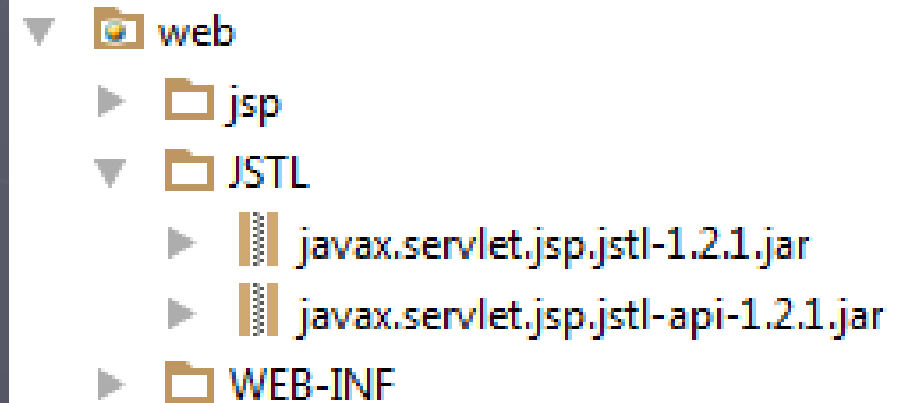 web
jsp
JSTL
javax.servlet.jsp.jstl-1.2.1.jar
javax.servlet.jsp.jstl-api-1.2.1.jar
WEB-INF